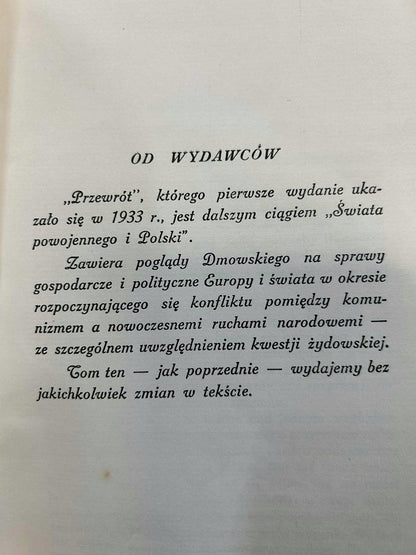 OD WYDAWCÓW
„Przewrót", którego pierwsze wydanie uka-
zało się w 1933 r., jest dalszym ciągiem „Świata
powojennego i Polski".
Zawiera poglądy Dmowskiego na sprawy
gospodarcze i polityczne Europy i świata w okresie
rozpoczynającego się konfliktu pomiędzy komu-
nizmem a nowoczesnemi ruchami narodowemi —
ze szczególnem uwzględnieniem kwestji żydowskiej.
Tom ten — jak poprzednie — wydajemy bez
jakichkolwiek zmian w tekście.